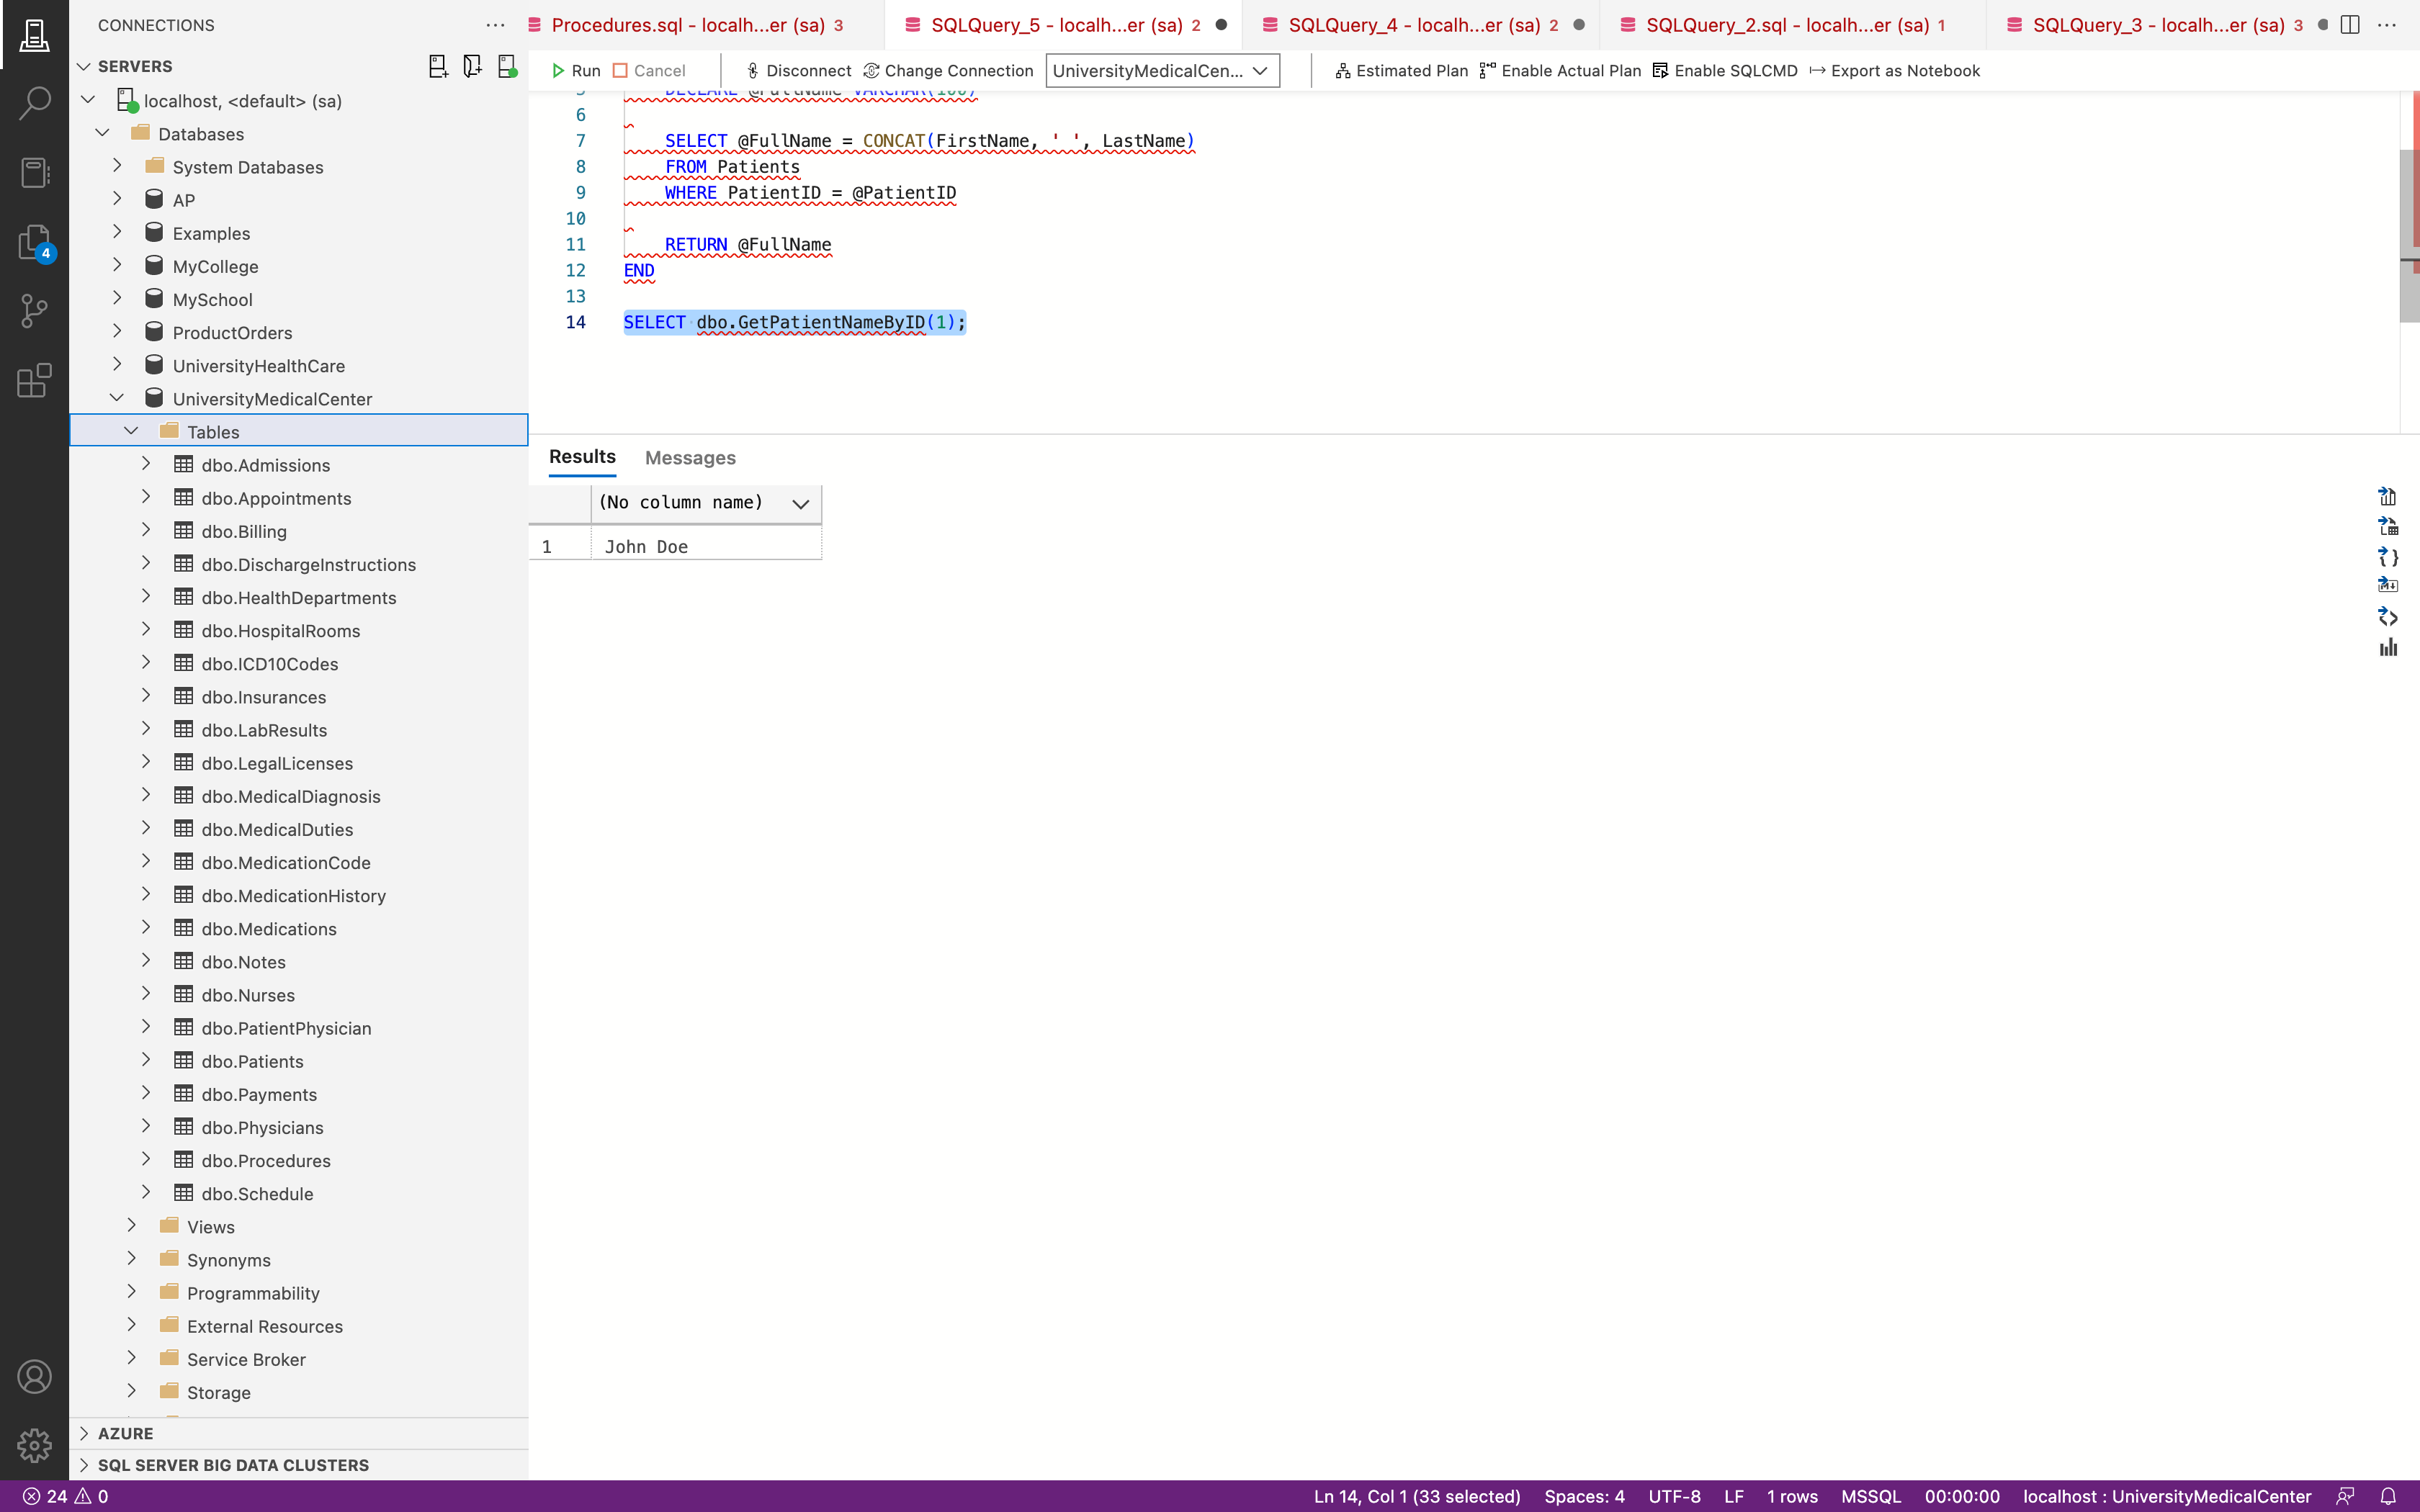 CONNECTIONS
Procedures.sql - localh...er (sa) 3
SQLQuery_5 - localh...er (sa) 2
SQLQuery_4 - localh...er (sa) 2
SQLQuery_2.sql - localh...er (sa) 1
SQLQuery_3 - localh...er (sa) 3
SERVERS
Run
Cancel
Disconnect
Change Connection
UniversityMedicalCen...
Estimated Plan
Enable Actual Plan
Enable SQLCMD
Export as Notebook
4
localhost, <default> (sa)
Databases
System Databases
AP
Examples
MyCollege
MySchool
ProductOrders
UniversityHealthCare
UniversityMedicalCenter
Tables
dbo.Admissions
dbo.Appointments
dbo.Billing
dbo.DischargeInstructions
dbo.HealthDepartments
dbo.HospitalRooms
dbo.ICD10Codes
dbo.Insurances
dbo.LabResults
dbo.LegalLicenses
dbo.MedicalDiagnosis
dbo.MedicalDuties
dbo.MedicationCode
dbo.MedicationHistory
dbo.Medications
dbo.Notes
dbo.Nurses
dbo.PatientPhysician
dbo.Patients
dbo.Payments
dbo.Physicians
dbo.Procedures
dbo.Schedule
Views
Synonyms
Programmability
External Resources
Service Broker
Storage
AZURE
SQL SERVER BIG DATA CLUSTERS
5 DECLARE @FullName VARCHAR(100)
6
7 SELECT @FullName = CONCAT(FirstName, ' ', LastName)
8 FROM Patients
9 WHERE PatientID = @PatientID
10
11 RETURN @FullName
12 END
13
14 SELECT dbo.GetPatientNameByID(1);
Results
Messages
(No column name)
1 John Doe
24 0
Ln 14, Col 1 (33 selected)
Spaces: 4
UTF-8
LF
1 rows
MSSQL
00:00:00
localhost : UniversityMedicalCenter